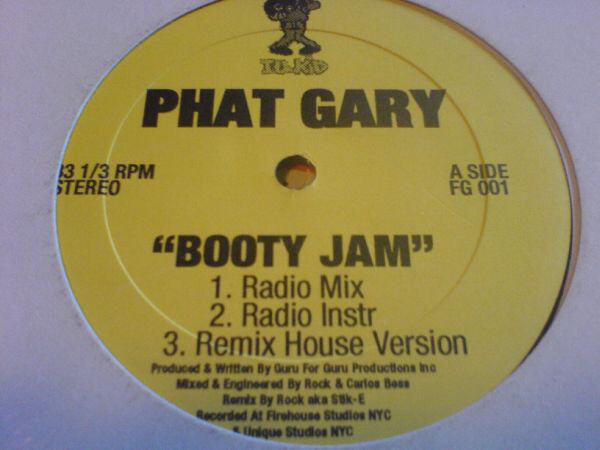 PHAT GARY
33 1/3 RPM
STEREO
A SIDE
FG 001
"BOOTY JAM"
1. Radio Mix
2. Radio Instr
3. Remix House Version
Produced & Written By Guru For Guru Productions Inc
Mixed & Engineered By Rock & Carlos Bess
Remix By Rock aka Stik-E
Recorded At Firehouse Studios NYC
& Unique Studios NYC